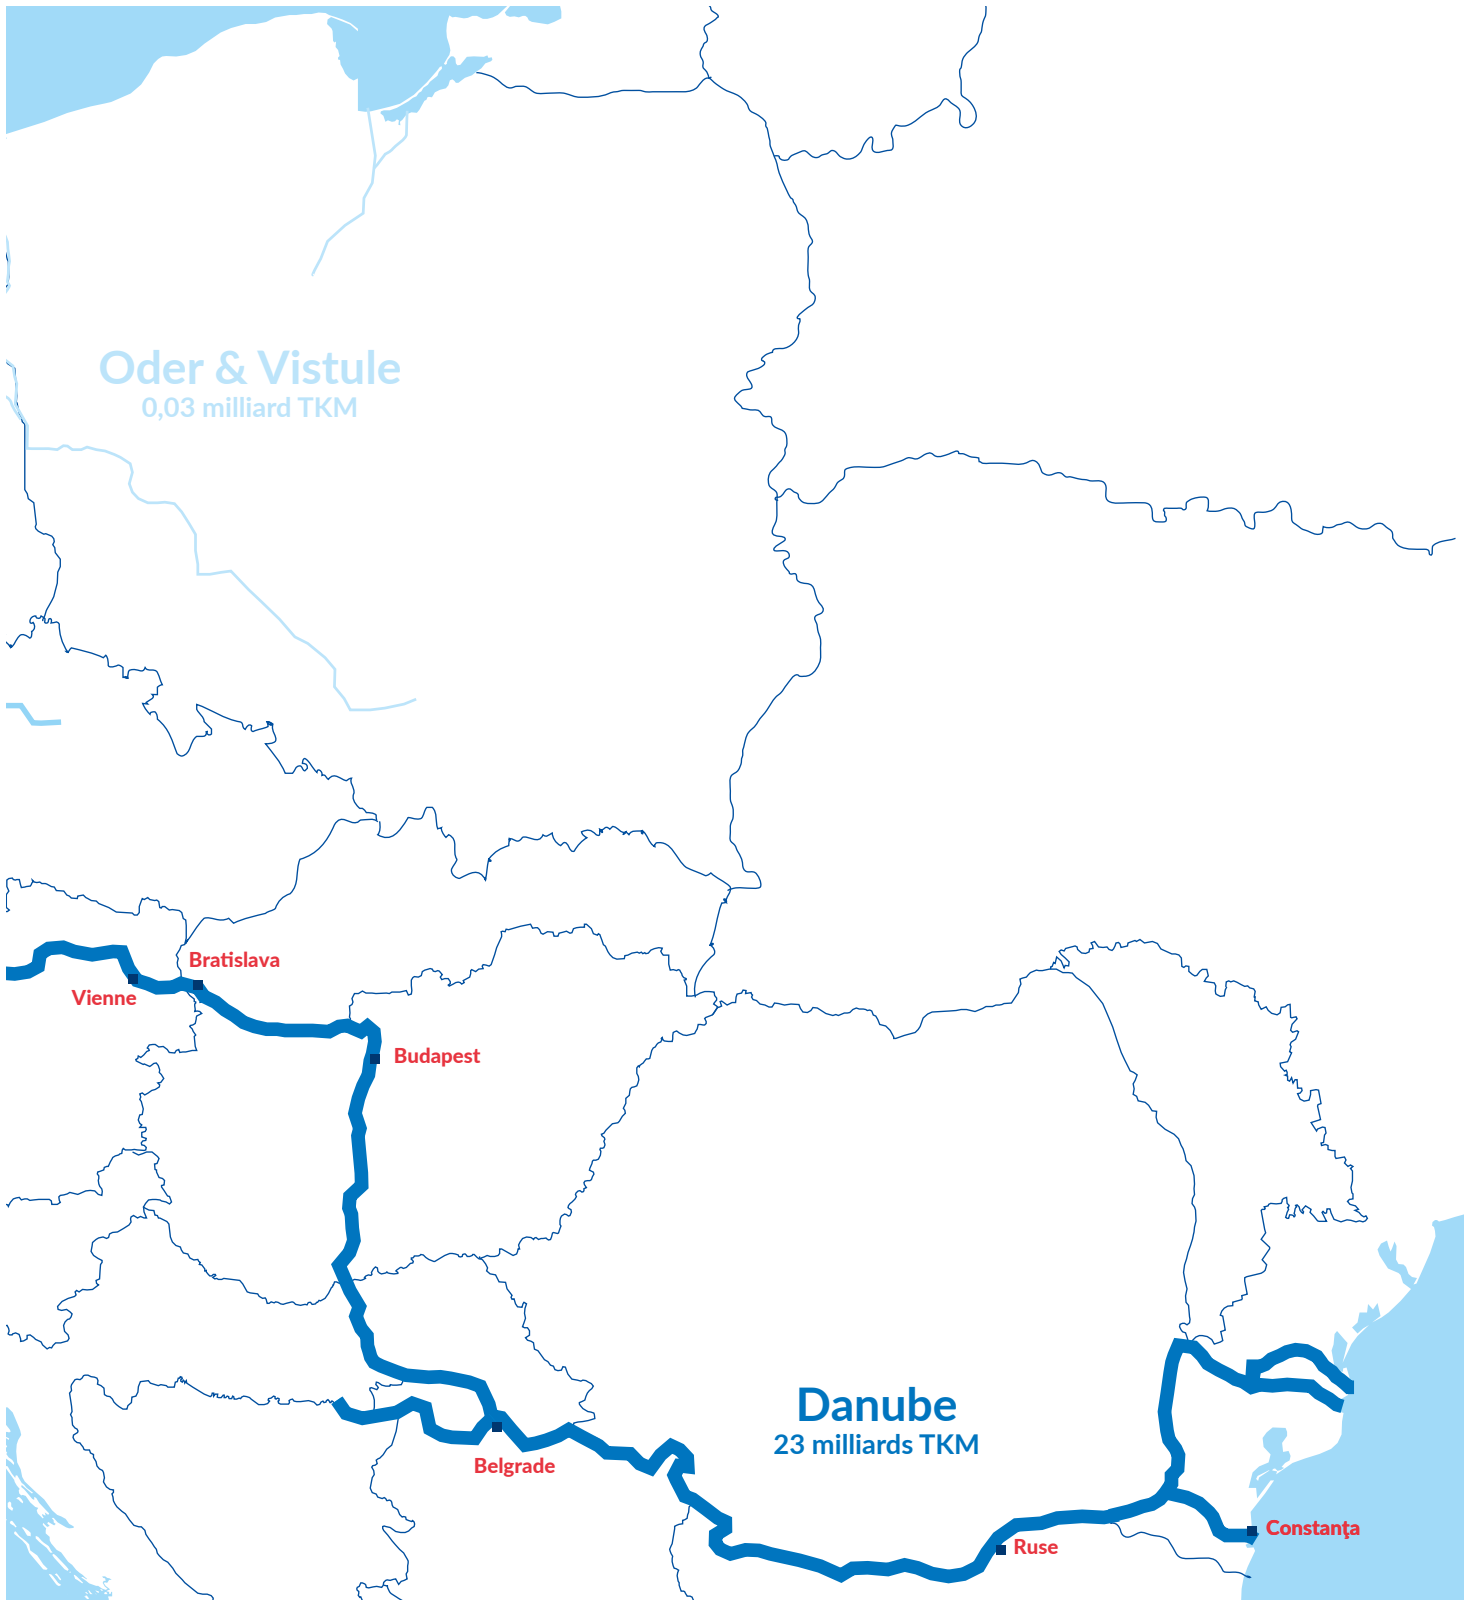 Oder & Vistule
0,03 milliard TKM
Bratislava
Vienne
Budapest
Danube
23 milliards TKM
Belgrade
Constanţa
Ruse